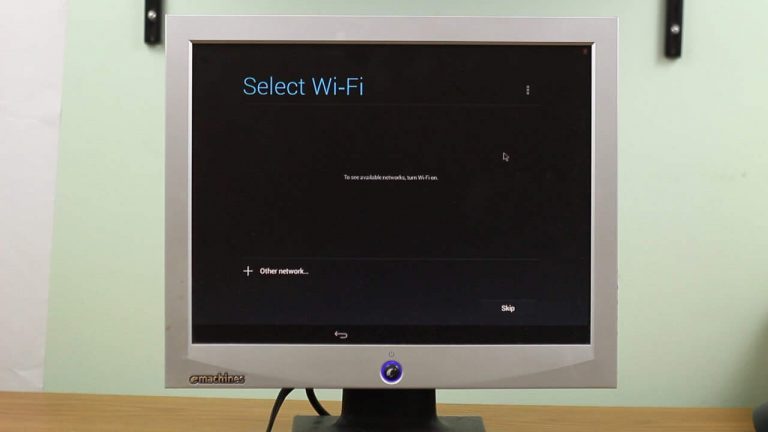 Select Wi-Fi
To see available networks, turn Wi-Fi on.
Other network...
Skip
emachines